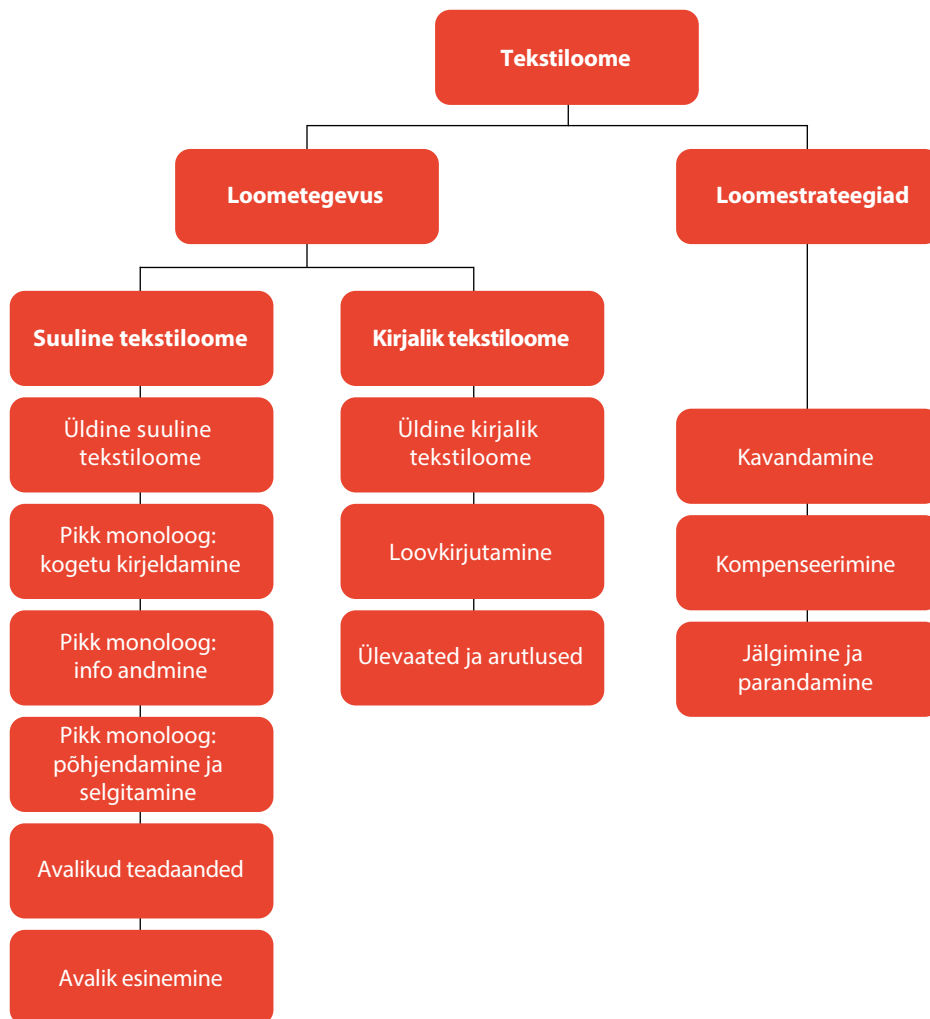 Tekstiloome
Loometegevus
Loomestrateegiad
Suuline tekstiloome
Kirjalik tekstiloome
Üldine suuline
tekstiloome
Üldine kirjalik
tekstiloome
Kavandamine
Pikk monoloog:
kogetu kirjeldamine
Loovkirjutamine
Kompenseerimine
Pikk monoloog:
info andmine
Ülevaated ja arutlused
Jälgimine ja
parandamine
Pikk monoloog:
põhjendamine ja
selgitamine
Avalikud teadaanded
Avalik esinemine